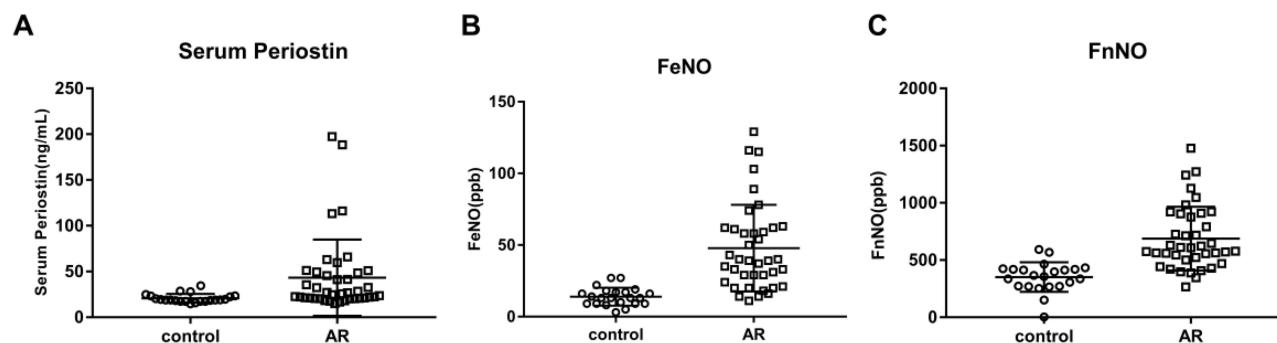 A
Serum Periostin
Serum Periostin(ng/mL)
250
200
150
100
50
0
control
AR
B
FeNO
FeNO(ppb)
150
100
50
0
control
AR
C
FnNO
FnNO(ppb)
2000
1500
1000
500
0
control
AR